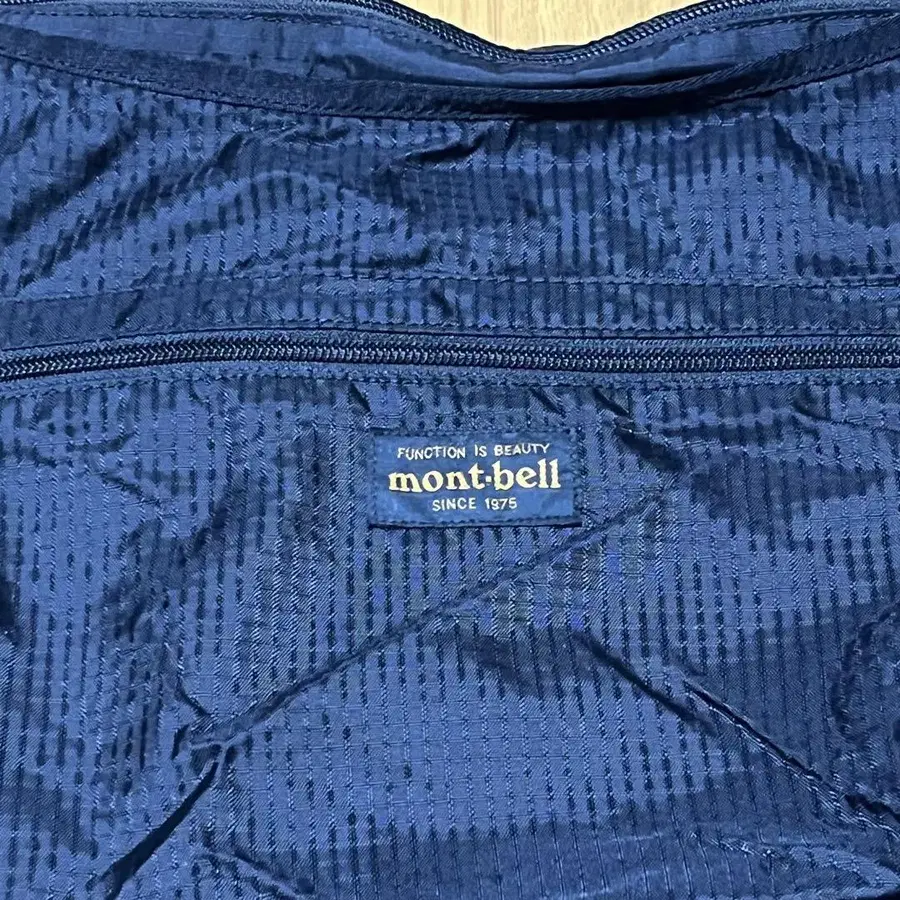 FUNCTION IS BEAUTY
mont-bell
SINCE 1975